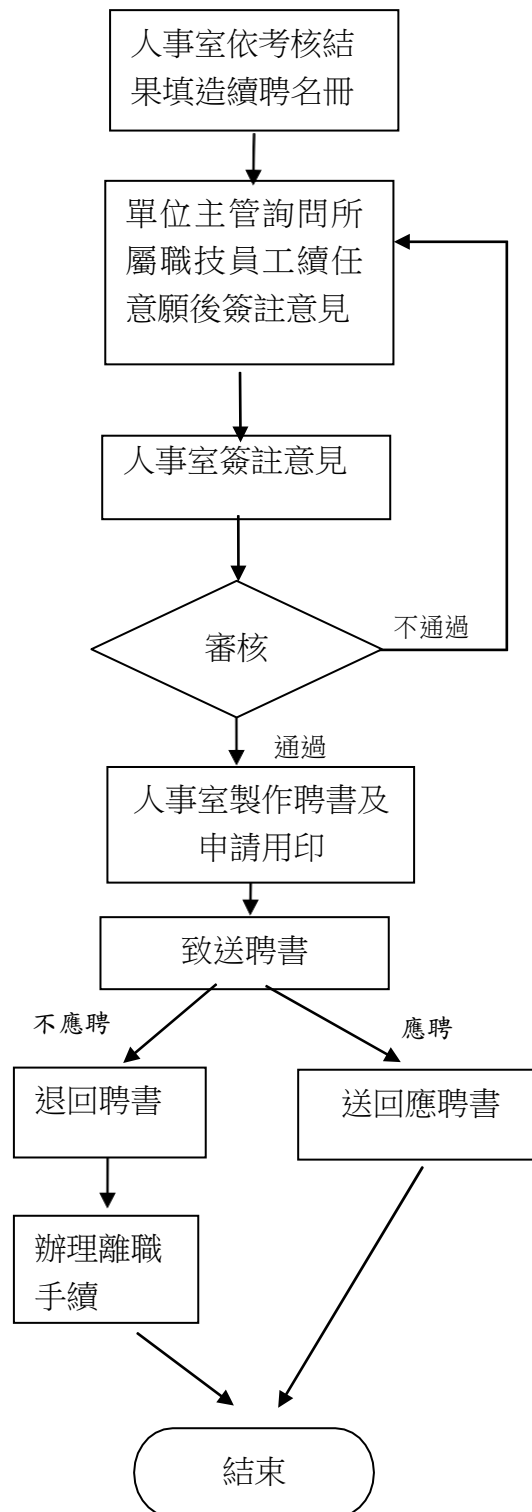 人事室依考核結
果填造續聘名冊
單位主管詢問所
屬職技員工續任
意願後簽註意見
人事室簽註意見
審核
不通過
通過
人事室製作聘書及
申請用印
致送聘書
不應聘
應聘
退回聘書
送回應聘書
辦理離職
手續
結束